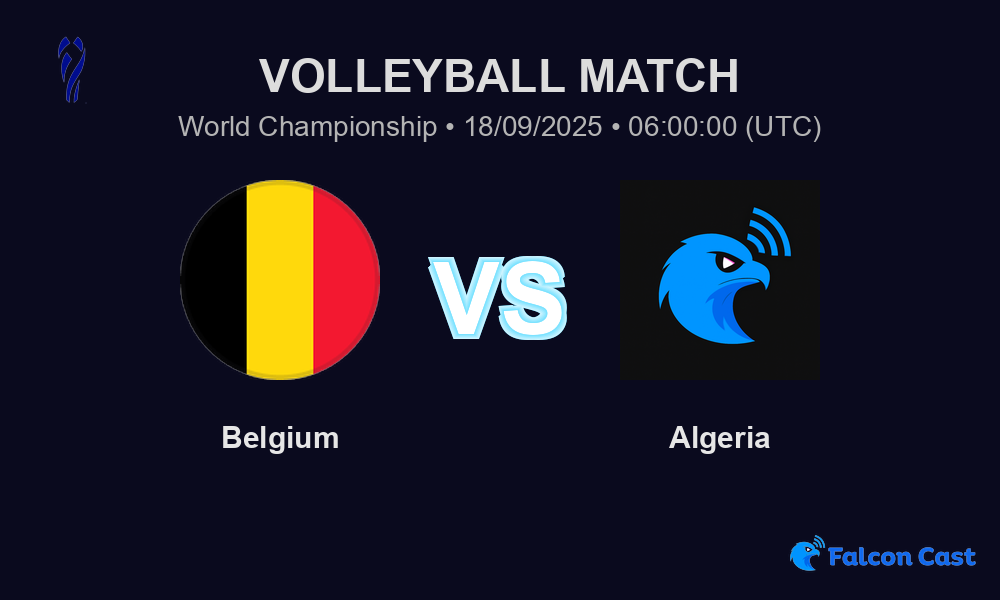 VOLLEYBALL MATCH
World Championship • 18/09/2025 • 06:00:00 (UTC)
VS
Belgium
Algeria
Falcon Cast